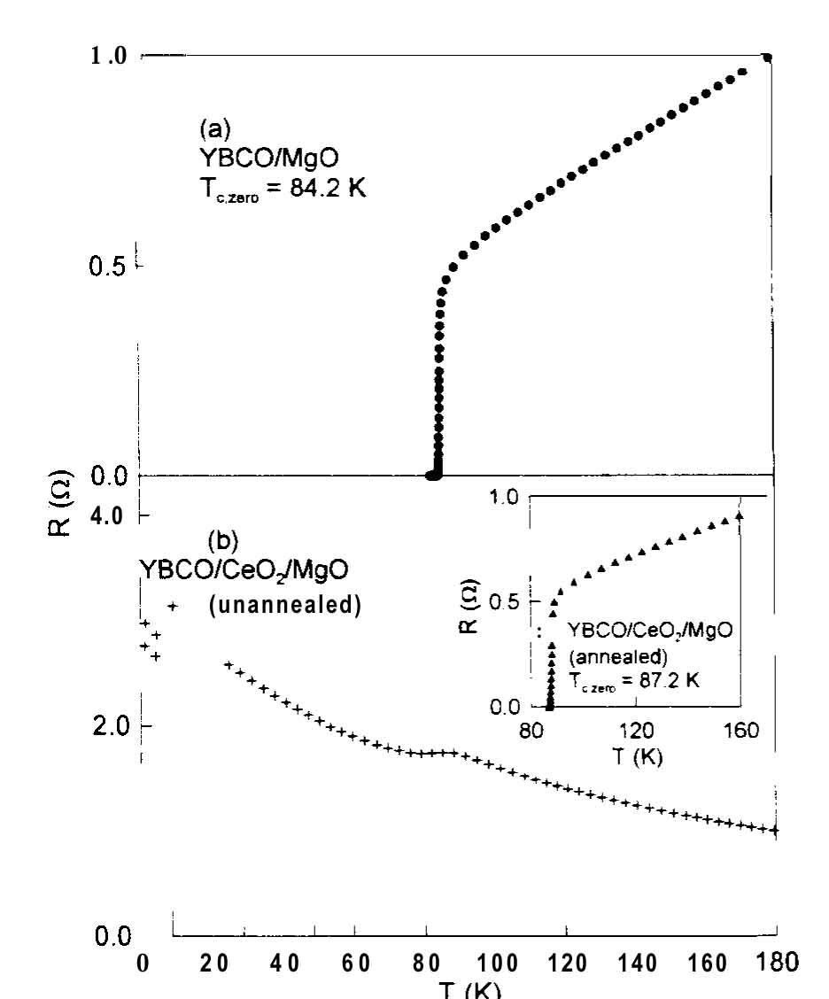 1.0
(a)
YBCO/MgO
T_c,zero = 84.2 K
0.5
0.0
R (Ω)
4.0
(b)
YBCO/CeO₂/MgO
+ (unannealed)
2.0
0.0
0 20 40 60 80 100 120 140 160 180
T (K)
1.0
R (Ω)
0.5
YBCO/CeO₂/MgO
(annealed)
T_c,zero = 87.2 K
0.0
80 120 160
T (K)